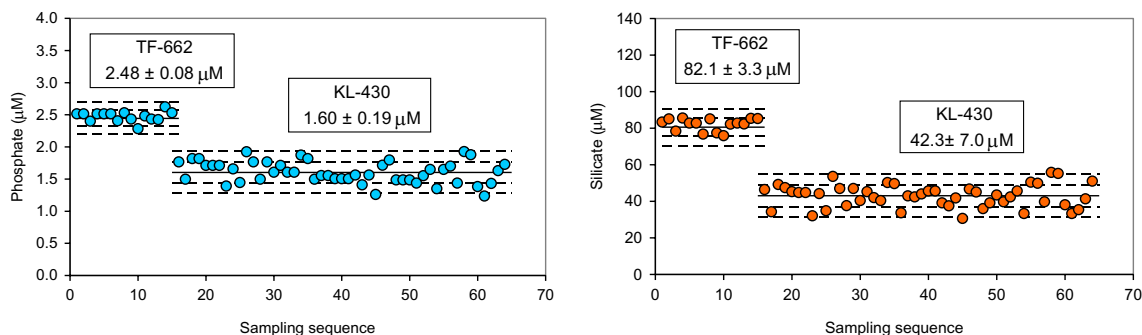 4.0
3.5
3.0
2.5
2.0
1.5
1.0
0.5
0.0
Phosphate (μM)
TF-662
2.48 ± 0.08 μM
KL-430
1.60 ± 0.19 μM
0 10 20 30 40 50 60 70
Sampling sequence
140
120
100
80
60
40
20
0
Silicate (μM)
TF-662
82.1 ± 3.3 μM
KL-430
42.3± 7.0 μM
0 10 20 30 40 50 60 70
Sampling sequence